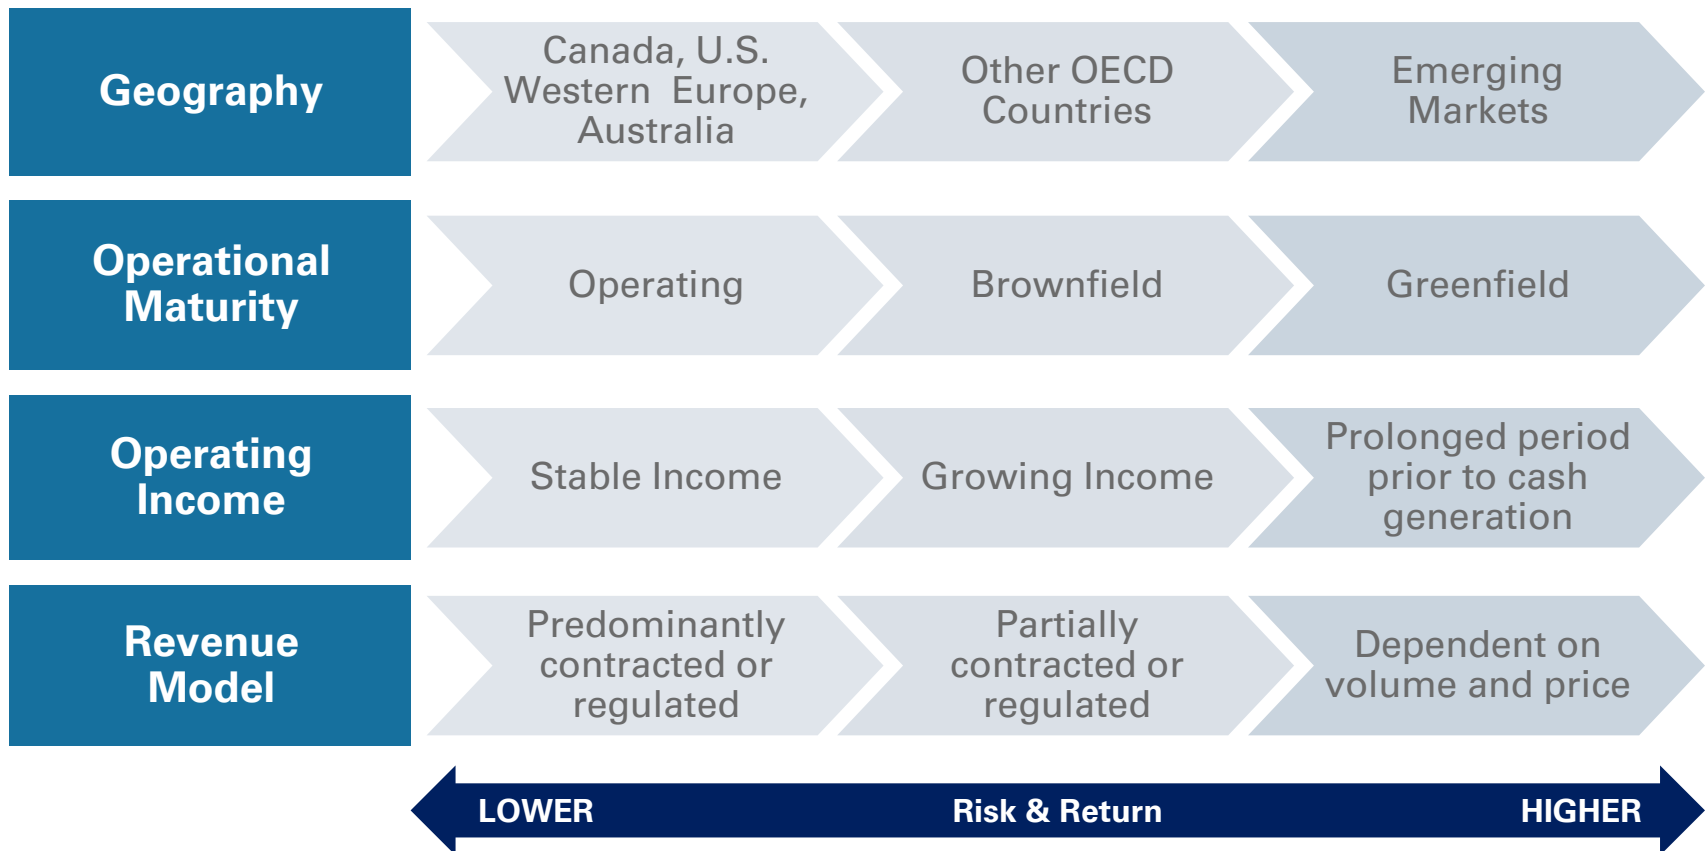 Geography
Canada, U.S.
Western Europe,
Australia
Other OECD
Countries
Emerging
Markets
Operational
Maturity
Operating
Brownfield
Greenfield
Operating
Income
Stable Income
Growing Income
Prolonged period
prior to cash
generation
Revenue
Model
Predominantly
contracted or
regulated
Partially
contracted or
regulated
Dependent on
volume and price
LOWER
Risk & Return
HIGHER